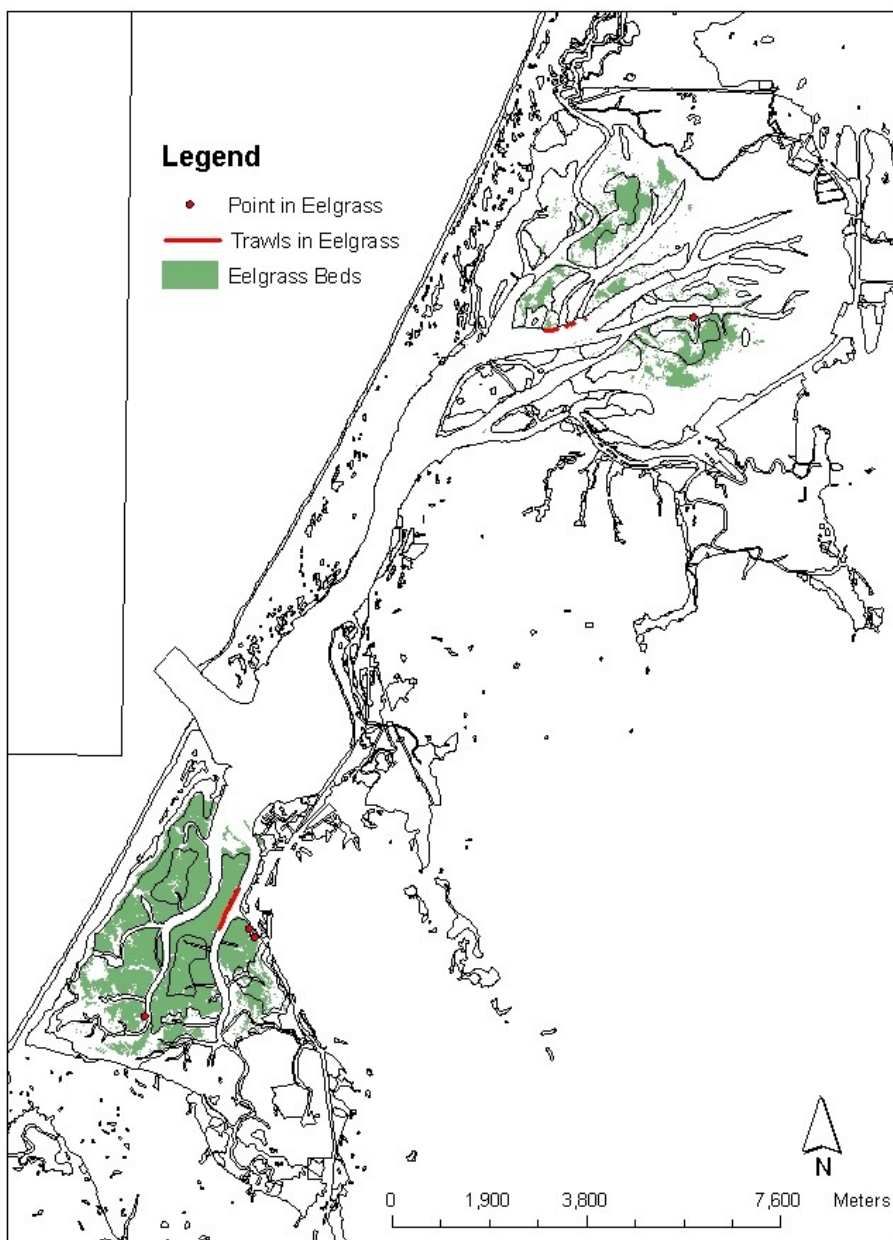 Legend
Point in Eelgrass
Trawls in Eelgrass
Eelgrass Beds
N
0 1,900 3,800 7,600 Meters